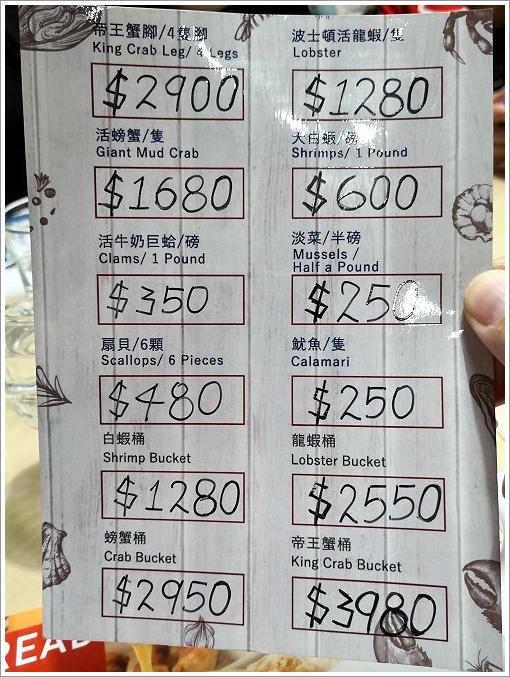 帝王蟹腳/4隻腳
King Crab Leg/ 4 Legs
$2900
波士頓活龍蝦/隻
Lobster
$1280
活螃蟹/隻
Giant Mud Crab
$1680
大白蝦/磅
Shrimps/ 1 Pound
$600
活牛奶巨蛤/磅
Clams/ 1 Pound
$350
淡菜/半磅
Mussels /
Half a Pound
$250
扇貝/6顆
Scallops/ 6 Pieces
$480
魷魚/隻
Calamari
$250
白蝦桶
Shrimp Bucket
$1280
龍蝦桶
Lobster Bucket
$2550
螃蟹桶
Crab Bucket
$2950
帝王蟹桶
King Crab Bucket
$3980